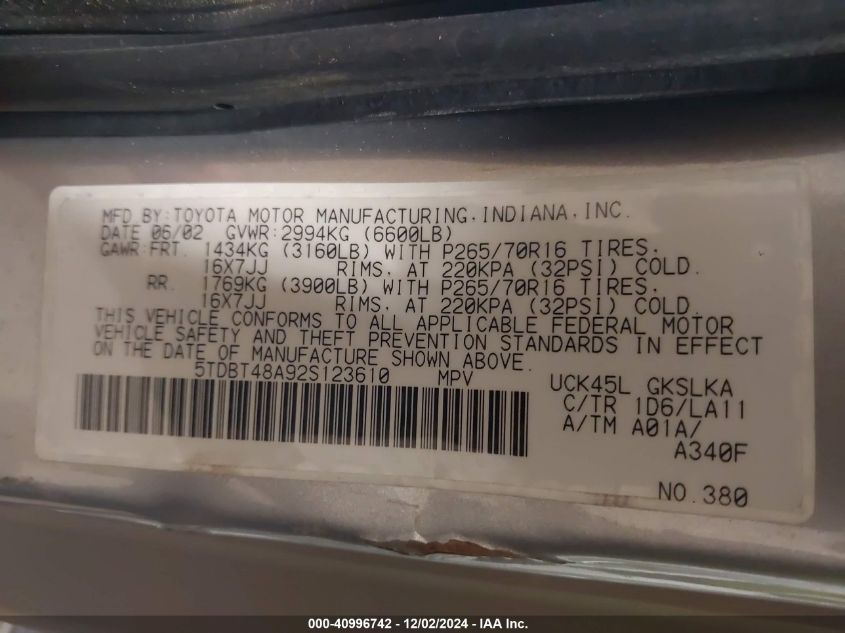 MFD.BY:TOYOTA MOTOR MANUFACTURING,INDIANA,INC.
DATE 06/02 GVWR:2994KG (6600LB)
GAWR:FRT. 1434KG (3160LB) WITH P265/70R16 TIRES.
16X7JJ RIMS. AT 220KPA (32PSI) COLD.
RR. 1769KG (3900LB) WITH P265/70R16 TIRES.
16X7JJ RIMS. AT 220KPA (32PSI) COLD.
THIS VEHICLE CONFORMS TO ALL APPLICABLE FEDERAL MOTOR
VEHICLE SAFETY AND THEFT PREVENTION STANDARDS IN EFFECT
ON THE DATE OF MANUFACTURE SHOWN ABOVE.
5TDBT48A92S123610 MPV UCK45L GKSLKA
C/TR 1D6/LA11
A/TM A01A/
A340F
NO.380
000-40996742 - 12/02/2024 - IAA Inc.